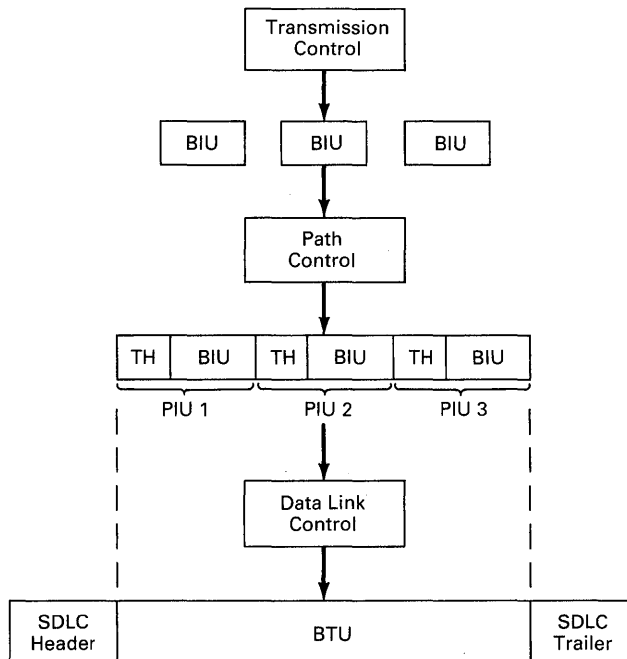 Transmission
Control
BIU BIU BIU
Path
Control
TH BIU TH BIU TH BIU
PIU 1 PIU 2 PIU 3
Data Link
Control
SDLC
Header
BTU
SDLC
Trailer